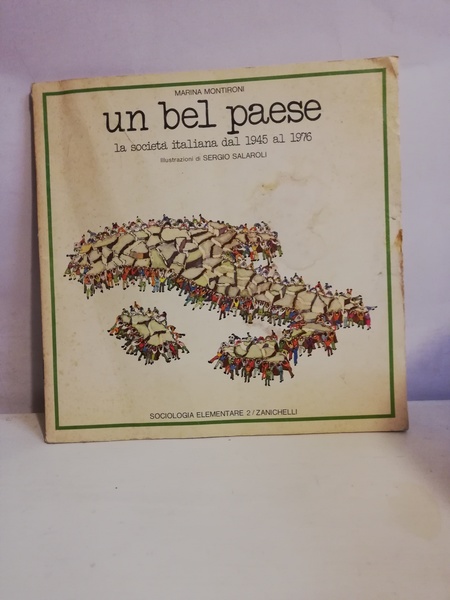 MARINA MONTIRONI
un bel paese
la società italiana dal 1945 al 1976
Illustrazioni di SERGIO SALAROLI
SOCIOLOGIA ELEMENTARE 2/ZANICHELLI